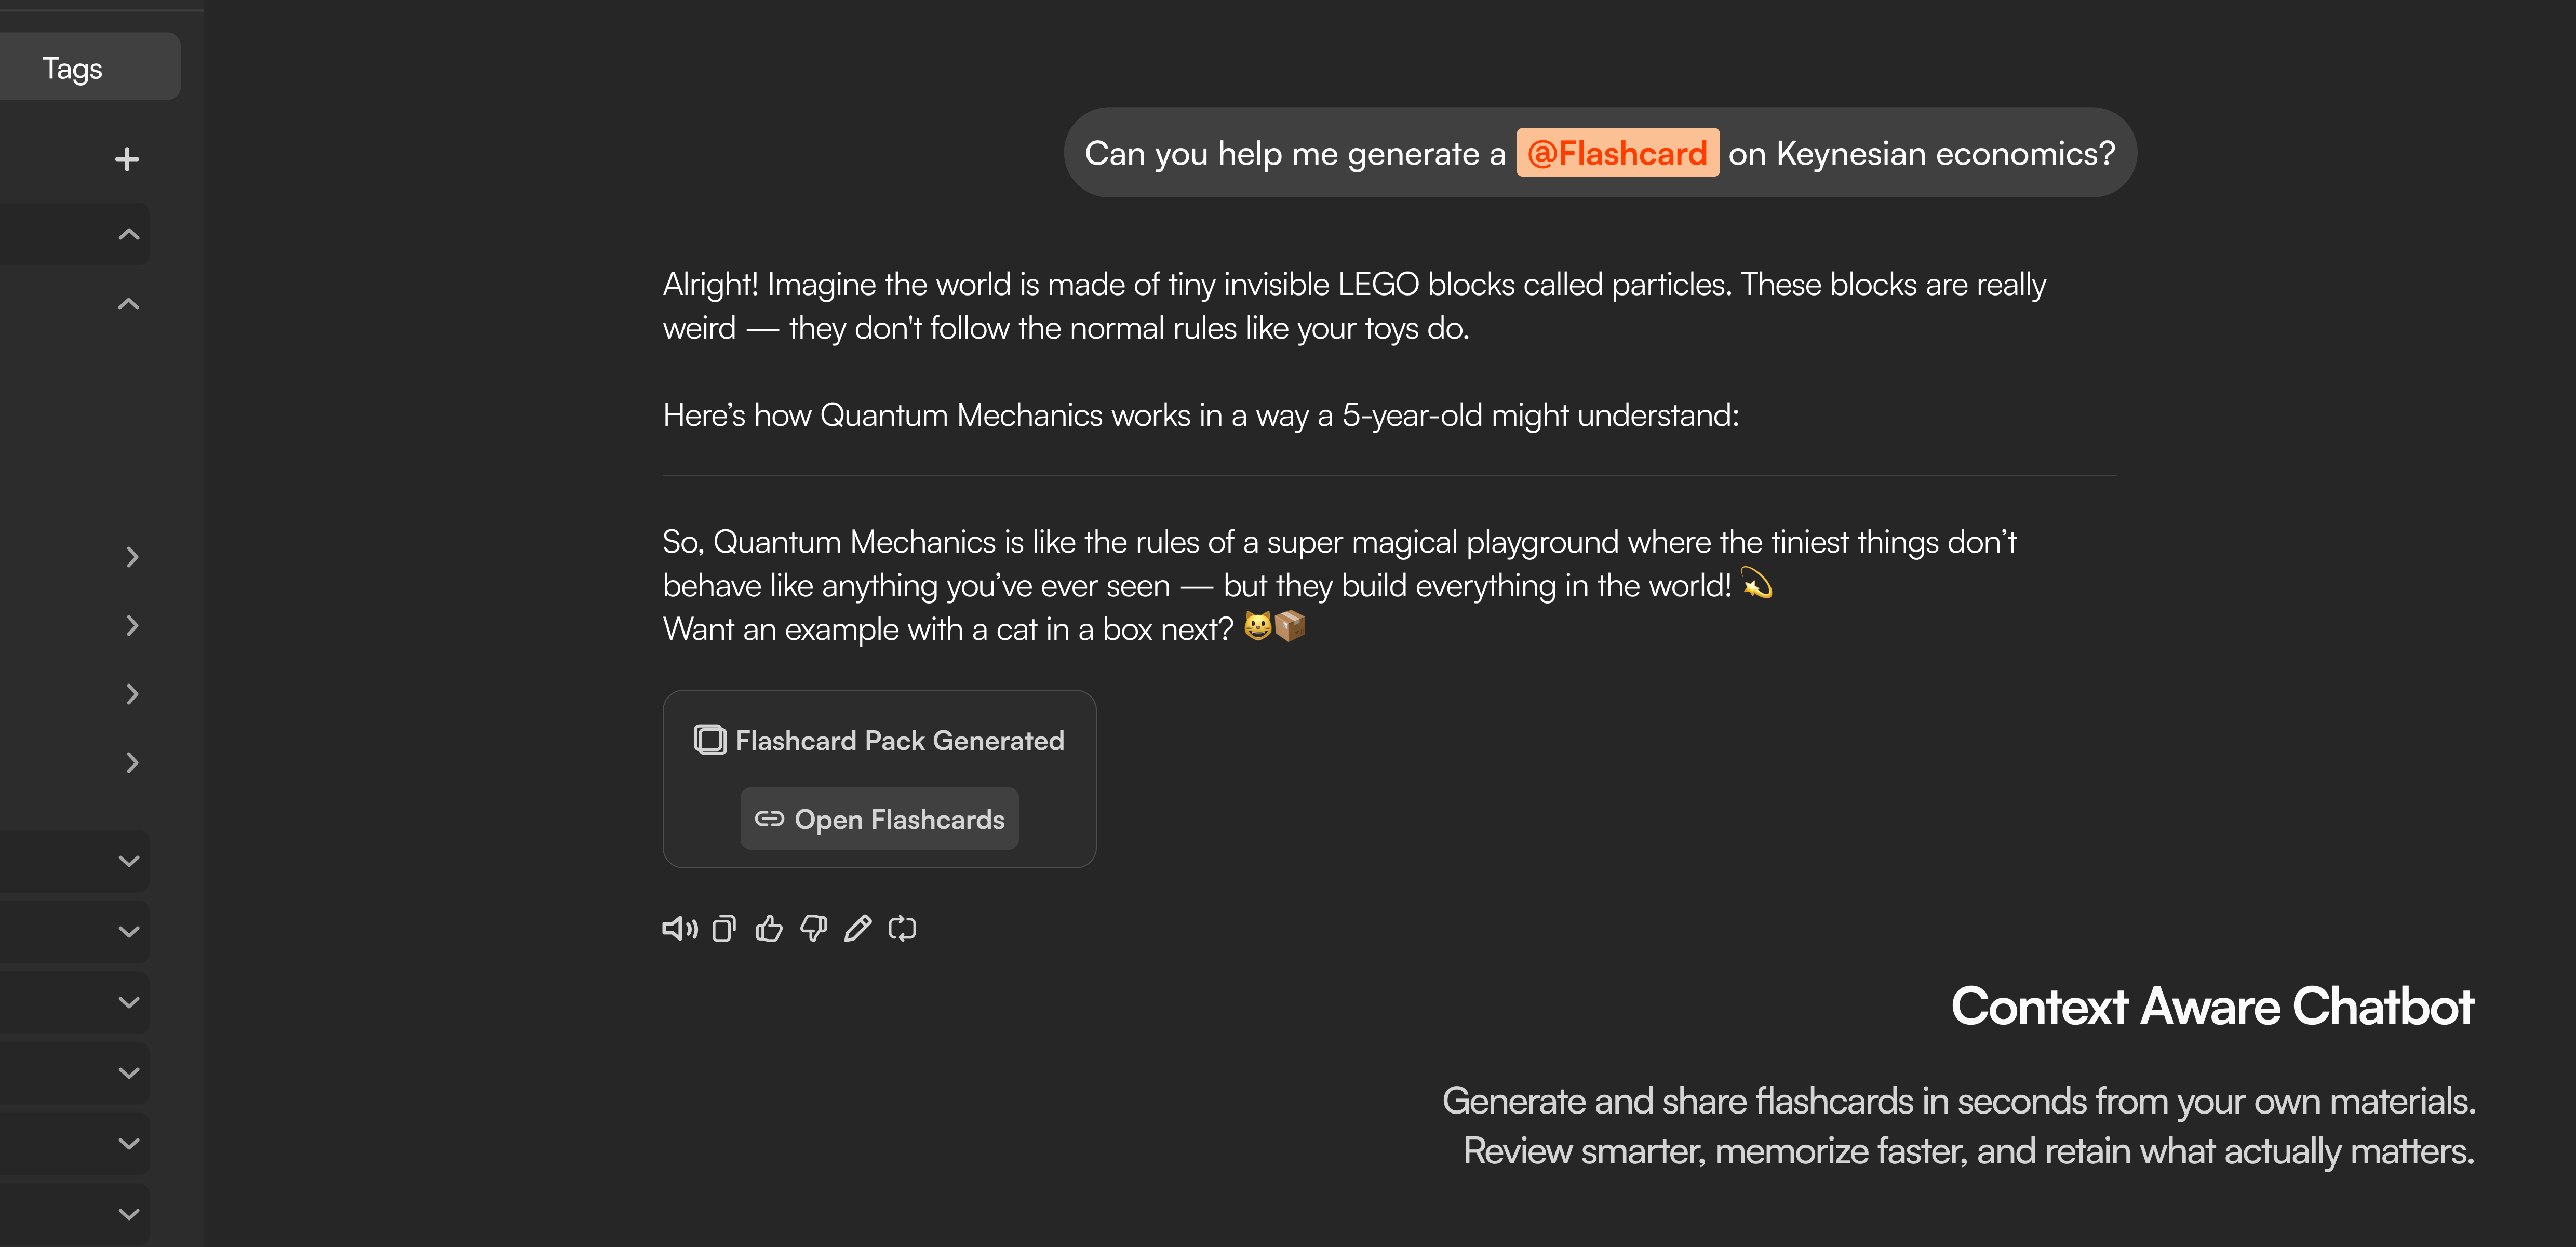 Tags
Can you help me generate a @Flashcard on Keynesian economics?
Alright! Imagine the world is made of tiny invisible LEGO blocks called particles. These blocks are really
weird — they don't follow the normal rules like your toys do.
Here’s how Quantum Mechanics works in a way a 5-year-old might understand:
So, Quantum Mechanics is like the rules of a super magical playground where the tiniest things don’t
behave like anything you’ve ever seen — but they build everything in the world! 💫
Want an example with a cat in a box next? 😺📦
Flashcard Pack Generated
Open Flashcards
Context Aware Chatbot
Generate and share flashcards in seconds from your own materials.
Review smarter, memorize faster, and retain what actually matters.